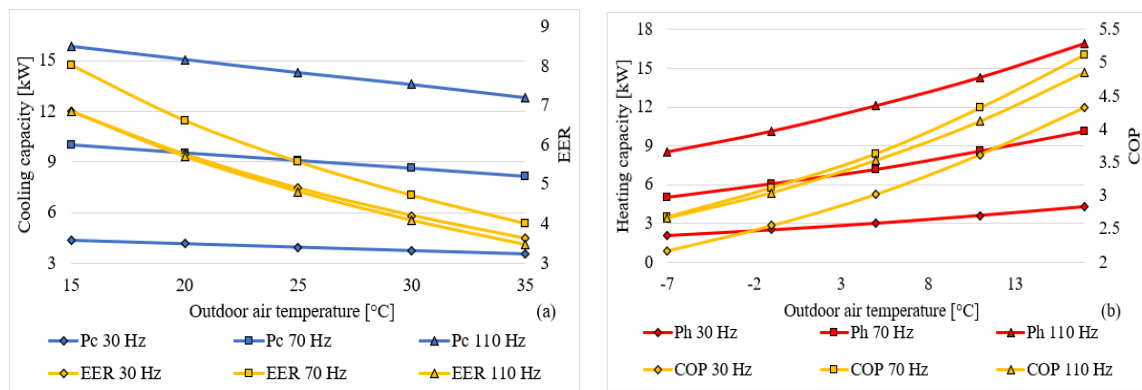 Cooling capacity [kW]
15
12
9
6
3
9
8
7
6
5
4
3
EER
15 20 25 30 35
Outdoor air temperature [°C]
(a)
Pc 30 Hz Pc 70 Hz Pc 110 Hz
EER 30 Hz EER 70 Hz EER 110 Hz
Heating capacity [kW]
18
15
12
9
6
3
0
5.5
5
4.5
4
3.5
3
2.5
2
COP
-7 -2 3 8 13
Outdoor air temperature [°C]
(b)
Ph 30 Hz Ph 70 Hz Ph 110 Hz
COP 30 Hz COP 70 Hz COP 110 Hz